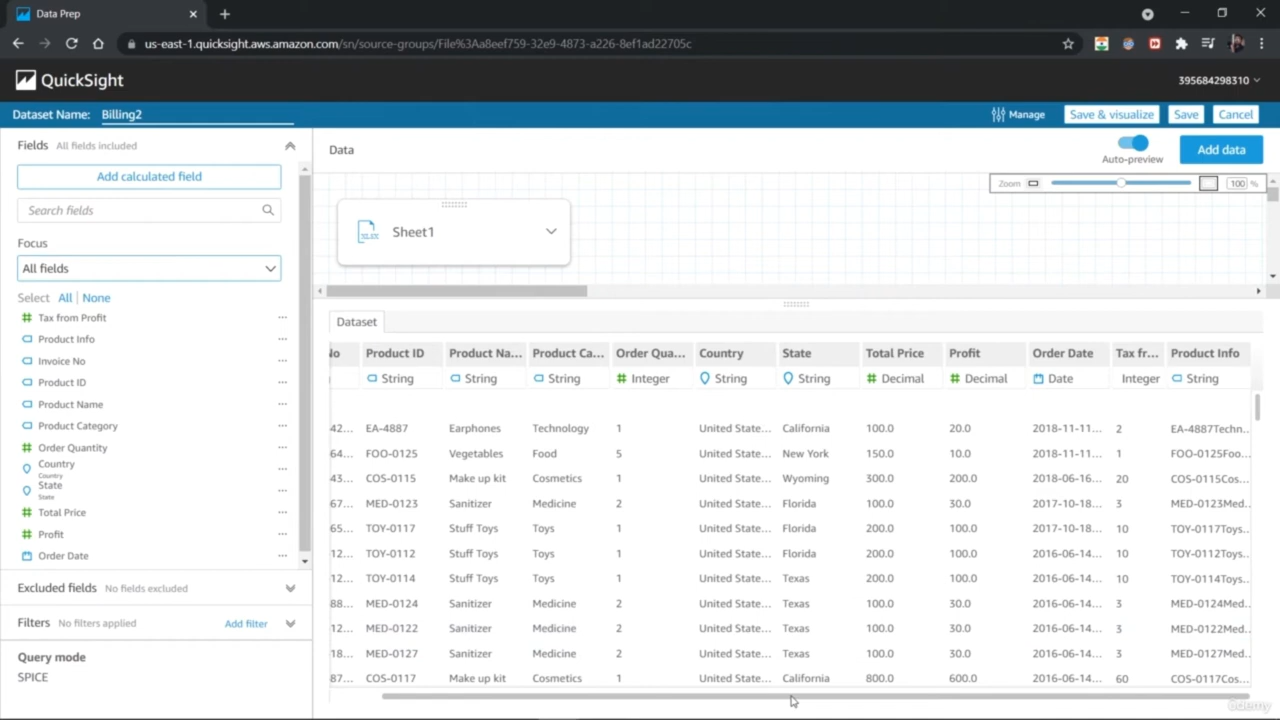 Data Prep
us-east-1.quicksight.aws.amazon.com/sn/source-groups/File%3Aa8eef759-32e9-4873-a226-8ef1ad22705c
QuickSight
395684298310
Dataset Name: Billing2
Manage
Save & visualize
Save
Cancel
Fields All fields included
Data
Auto-preview
Add data
Add calculated field
Zoom 100 %
Search fields
Sheet1
Focus
All fields
Select All | None
Tax from Profit
Product Info
Invoice No
Product ID
Product Name
Product Category
Order Quantity
Country
Country
State
State
Total Price
Profit
Order Date
Excluded fields No fields excluded
Filters No filters applied Add filter
Query mode
SPICE
Dataset
No Product ID Product Na... Product Ca... Order Qua... Country State Total Price Profit Order Date Tax fr... Product Info
String String String Integer String String Decimal Decimal Date Integer String
42... EA-4887 Earphones Technology 1 United State... California 100.0 20.0 2018-11-11... 2 EA-4887Techn...
64... FOO-0125 Vegetables Food 5 United State... New York 150.0 10.0 2018-11-11... 1 FOO-0125Foo...
43... COS-0115 Make up kit Cosmetics 1 United State... Wyoming 300.0 200.0 2018-06-16... 20 COS-0115Cos...
67... MED-0123 Sanitizer Medicine 2 United State... Florida 100.0 30.0 2017-10-18... 3 MED-0123Med...
65... TOY-0117 Stuff Toys Toys 1 United State... Florida 200.0 100.0 2017-10-18... 10 TOY-0117Toys...
12... TOY-0112 Stuff Toys Toys 1 United State... Florida 200.0 100.0 2016-06-14... 10 TOY-0112Toys...
12... TOY-0114 Stuff Toys Toys 1 United State... Texas 200.0 100.0 2016-06-14... 10 TOY-0114Toys...
88... MED-0124 Sanitizer Medicine 2 United State... Texas 100.0 30.0 2016-06-14... 3 MED-0124Med...
12... MED-0122 Sanitizer Medicine 2 United State... Texas 100.0 30.0 2016-06-14... 3 MED-0122Med...
18... MED-0127 Sanitizer Medicine 2 United State... Texas 100.0 30.0 2016-06-14... 3 MED-0127Med...
87... COS-0117 Make up kit Cosmetics 1 United State... California 800.0 600.0 2016-06-14... 60 COS-0117Cos...
Udemy